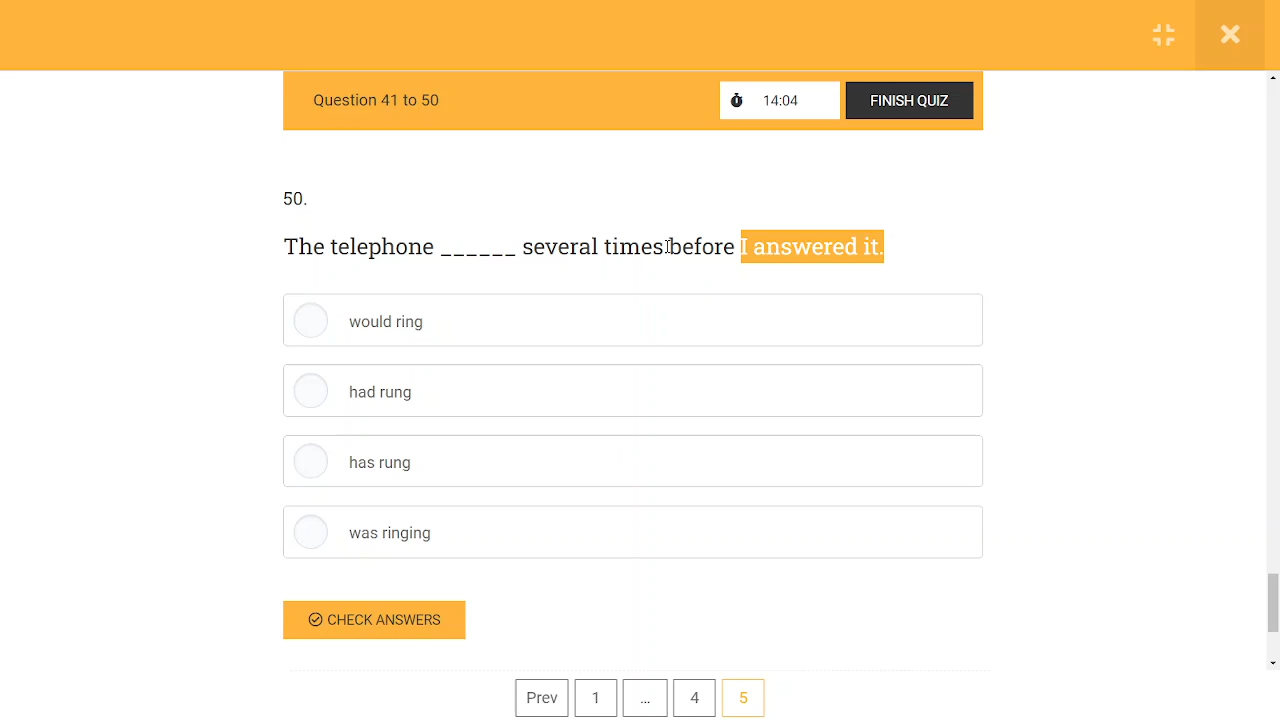 Question 41 to 50
14:04
FINISH QUIZ
50.
The telephone ______ several times before I answered it.
would ring
had rung
has rung
was ringing
CHECK ANSWERS
Prev
1
...
4
5